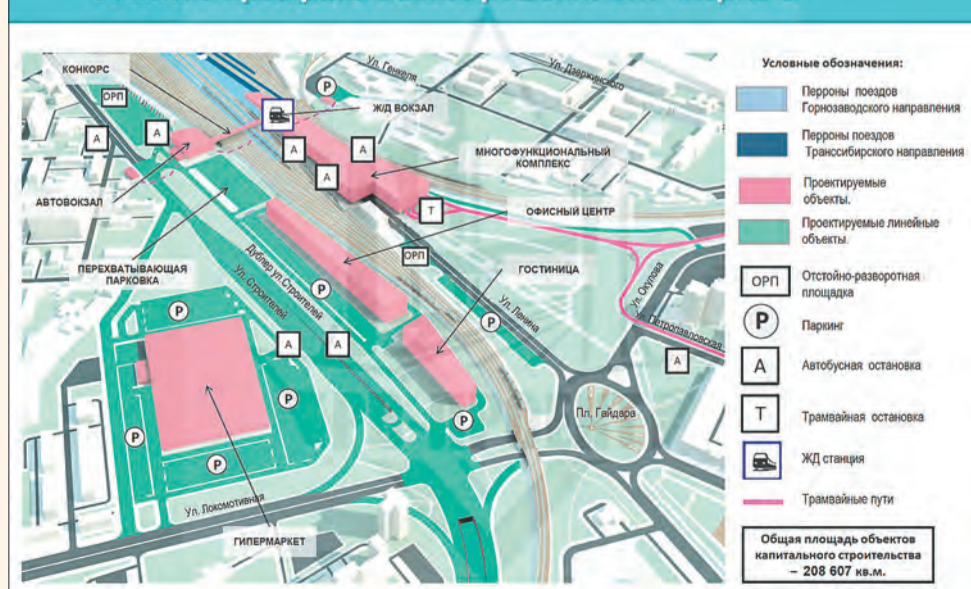 Ул. Генкеля
Ул. Дзержинского
КОНКОРС
ОРП
P
Ж/Д ВОКЗАЛ
А
А
А
А
А
МНОГОФУНКЦИОНАЛЬНЫЙ
КОМПЛЕКС
АВТОВОКЗАЛ
Т
ОФИСНЫЙ ЦЕНТР
ПЕРЕХВАТЫВАЮЩАЯ
ПАРКОВКА
Дублер ул.Строителей
Ул. Строителей
ОРП
ГОСТИНИЦА
P
P
P
Ул. Ленина
Ул. Окулова
Ул. Петропавловская
А
А
А
P
P
P
P
Пл. Гайдара
Ул. Локомотивная
ГИПЕРМАРКЕТ
Условные обозначения:
Перроны поездов
Горнозаводского направления
Перроны поездов
Транссибирского направления
Проектируемые
объекты.
Проектируемые линейные
объекты.
ОРП
Отстойно-разворотная
площадка
P
Паркинг
А
Автобусная остановка
Т
Трамвайная остановка
ЖД станция
Трамвайные пути
Общая площадь объектов
капитального строительства
– 208 607 кв.м.